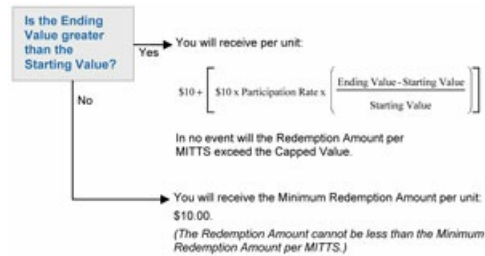 Is the Ending
Value greater
than the
Starting Value?
Yes
You will receive per unit:
$10 + [ $10 x Participation Rate x ( Ending Value - Starting Value / Starting Value ) ]
In no event will the Redemption Amount per
MITTS exceed the Capped Value.
No
You will receive the Minimum Redemption Amount per unit:
$10.00.
(The Redemption Amount cannot be less than the Minimum
Redemption Amount per MITTS.)